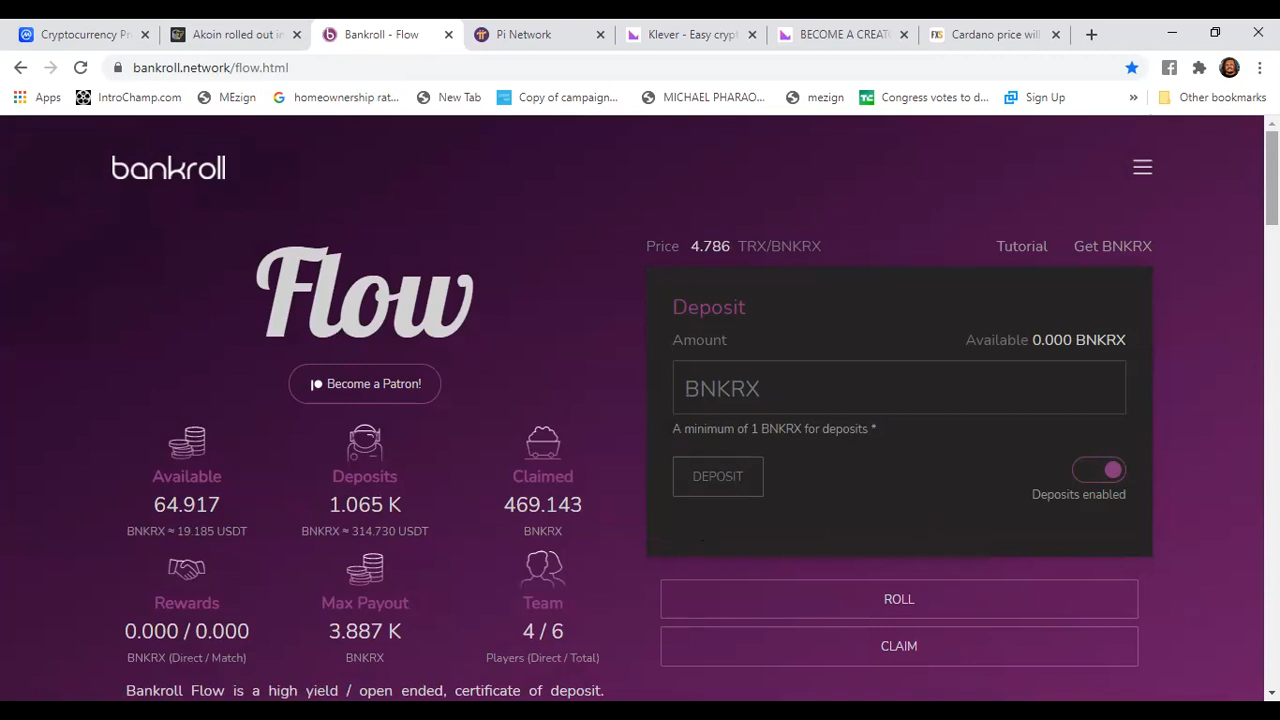 Cryptocurrency Pr
Akoin rolled out in
Bankroll - Flow
Pi Network
Klever - Easy crypt
BECOME A CREATO
Cardano price will
bankroll.network/flow.html
Apps
IntroChamp.com
MEzign
homeownership rat...
New Tab
Copy of campaign...
MICHAEL PHARAO...
mezign
Congress votes to d...
Sign Up
»
Other bookmarks
bankroll
Flow
Become a Patron!
Available
Deposits
Claimed
64.917
1.065 K
469.143
BNKRX ≈ 19.185 USDT
BNKRX ≈ 314.730 USDT
BNKRX
Rewards
Max Payout
Team
0.000 / 0.000
3.887 K
4 / 6
BNKRX (Direct / Match)
BNKRX
Players (Direct / Total)
Bankroll Flow is a high yield / open ended, certificate of deposit.
Price 4.786 TRX/BNKRX
Tutorial
Get BNKRX
Deposit
Amount
Available 0.000 BNKRX
BNKRX
A minimum of 1 BNKRX for deposits *
DEPOSIT
Deposits enabled
ROLL
CLAIM